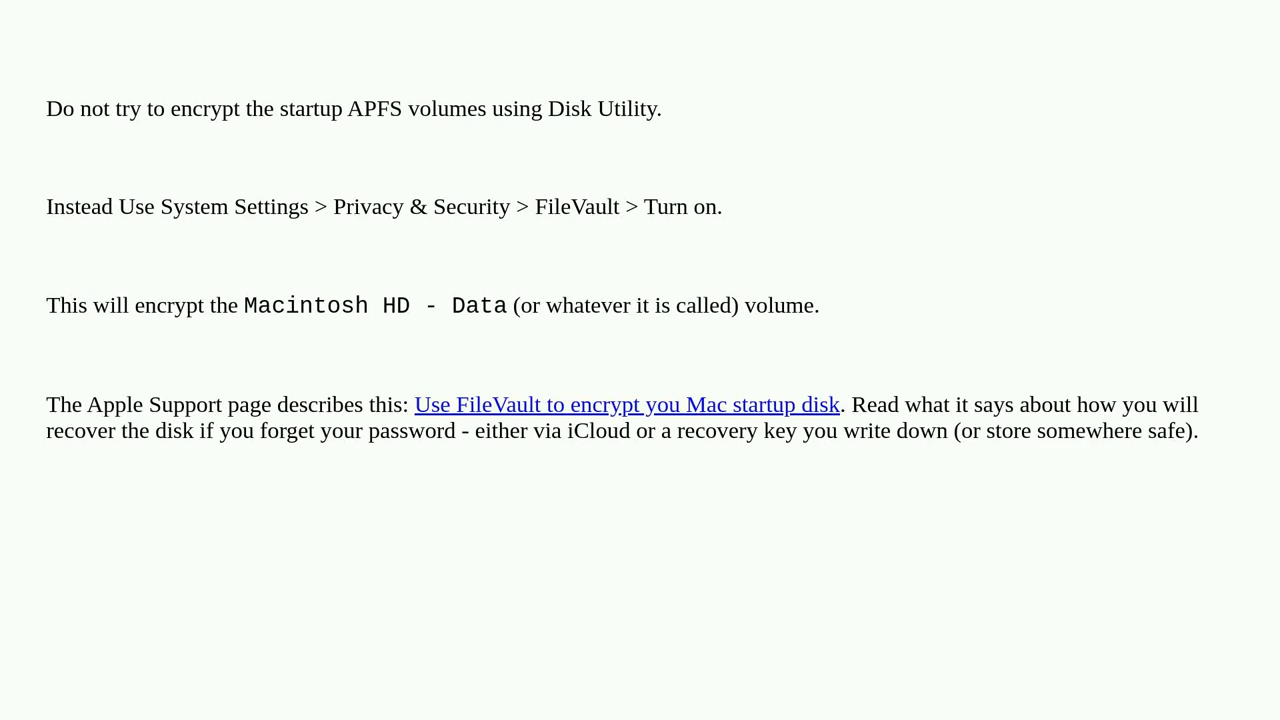 Do not try to encrypt the startup APFS volumes using Disk Utility.
Instead Use System Settings > Privacy & Security > FileVault > Turn on.
This will encrypt the Macintosh HD - Data (or whatever it is called) volume.
The Apple Support page describes this: Use FileVault to encrypt you Mac startup disk. Read what it says about how you will
recover the disk if you forget your password - either via iCloud or a recovery key you write down (or store somewhere safe).